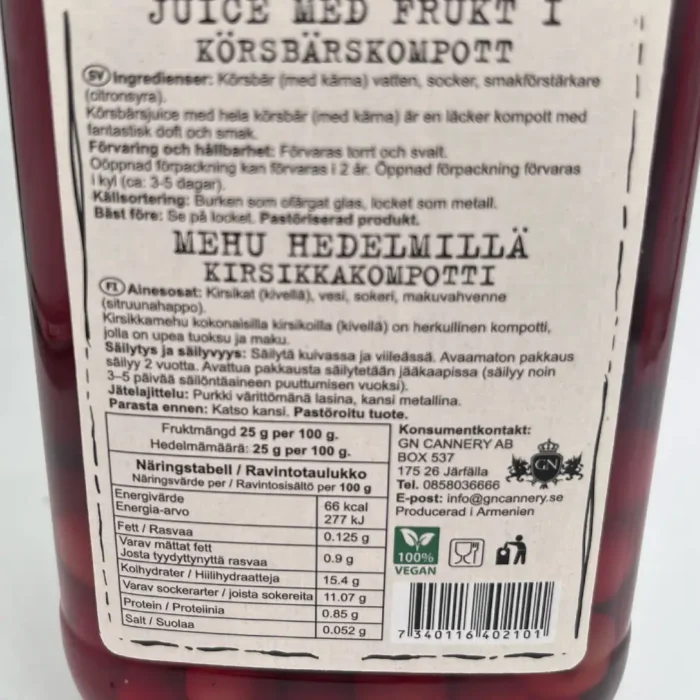 JUICE MED FRUKT I
KÖRSBÄRSKOMPOTT
SV Ingredienser: Körsbär (med kärna) vatten, socker, smakförstärkare
(citronsyra).
Körsbärsjuice med hela körsbär (med kärna) är en läcker kompott med
fantastisk doft och smak.
Förvaring och hållbarhet: Förvaras torrt och svalt.
Oöppnad förpackning kan förvaras i 2 år. Öppnad förpackning förvaras
i kyl (ca: 3-5 dagar).
Källsortering: Burken som ofärgat glas, locket som metall.
Bäst före: Se på locket. Pastöriserad produkt.
MEHU HEDELMILLÄ
KIRSIKKAKOMPOTTI
FI Ainesosat: Kirsikat (kivellä), vesi, sokeri, makuvahvenne
(sitruunahappo).
Kirsikkamehu kokonaisilla kirsikoilla (kivellä) on herkullinen kompotti,
jolla on upea tuoksu ja maku.
Säilytys ja säilyvyys: Säilytä kuivassa ja viileässä. Avaamaton pakkaus
säilyy 2 vuotta. Avattua pakkausta säilytetään jääkaapissa (säilyy noin
3–5 päivää säilöntäaineen puuttumisen vuoksi).
Jätelajittelu: Purkki värittömänä lasina, kansi metallina.
Parasta ennen: Katso kansi. Pastöroitu tuote.
Fruktmängd 25 g per 100 g.
Hedelmämäärä: 25 g per 100 g.
Näringstabell / Ravintotaulukko
Näringsvärde per / Ravintosisältö per 100 g
Energivärde 66 kcal
Energia-arvo 277 kJ
Fett / Rasvaa 0.125 g
Varav mättat fett
Josta tyydyttynyttä rasvaa 0.9 g
Kolhydrater / Hiilihydraatteja 15.4 g
Varav sockerarter / joista sokereita 11.07 g
Protein / Proteiinia 0.85 g
Salt / Suolaa 0.052 g
Konsumentkontakt:
GN CANNERY AB
BOX 537
175 26 Järfälla
Tel. 0858036666
E-post: info@gncannery.se
Producerad i Armenien
GN
100%
VEGAN
7 340116 402101